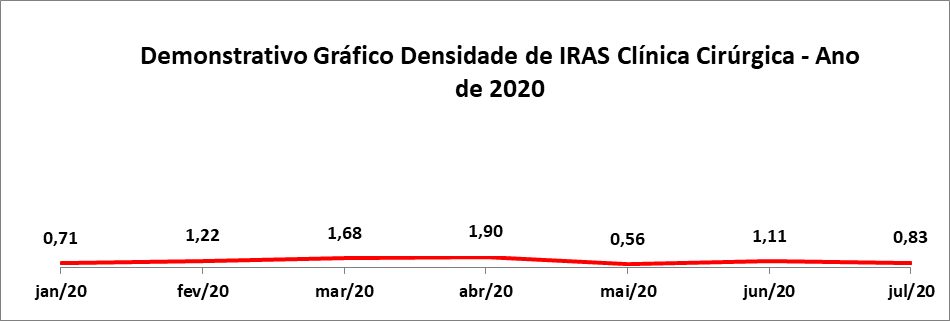 Demonstrativo Gráfico Densidade de IRAS Clínica Cirúrgica - Ano
de 2020
0,71 1,22 1,68 1,90 0,56 1,11 0,83
jan/20 fev/20 mar/20 abr/20 mai/20 jun/20 jul/20